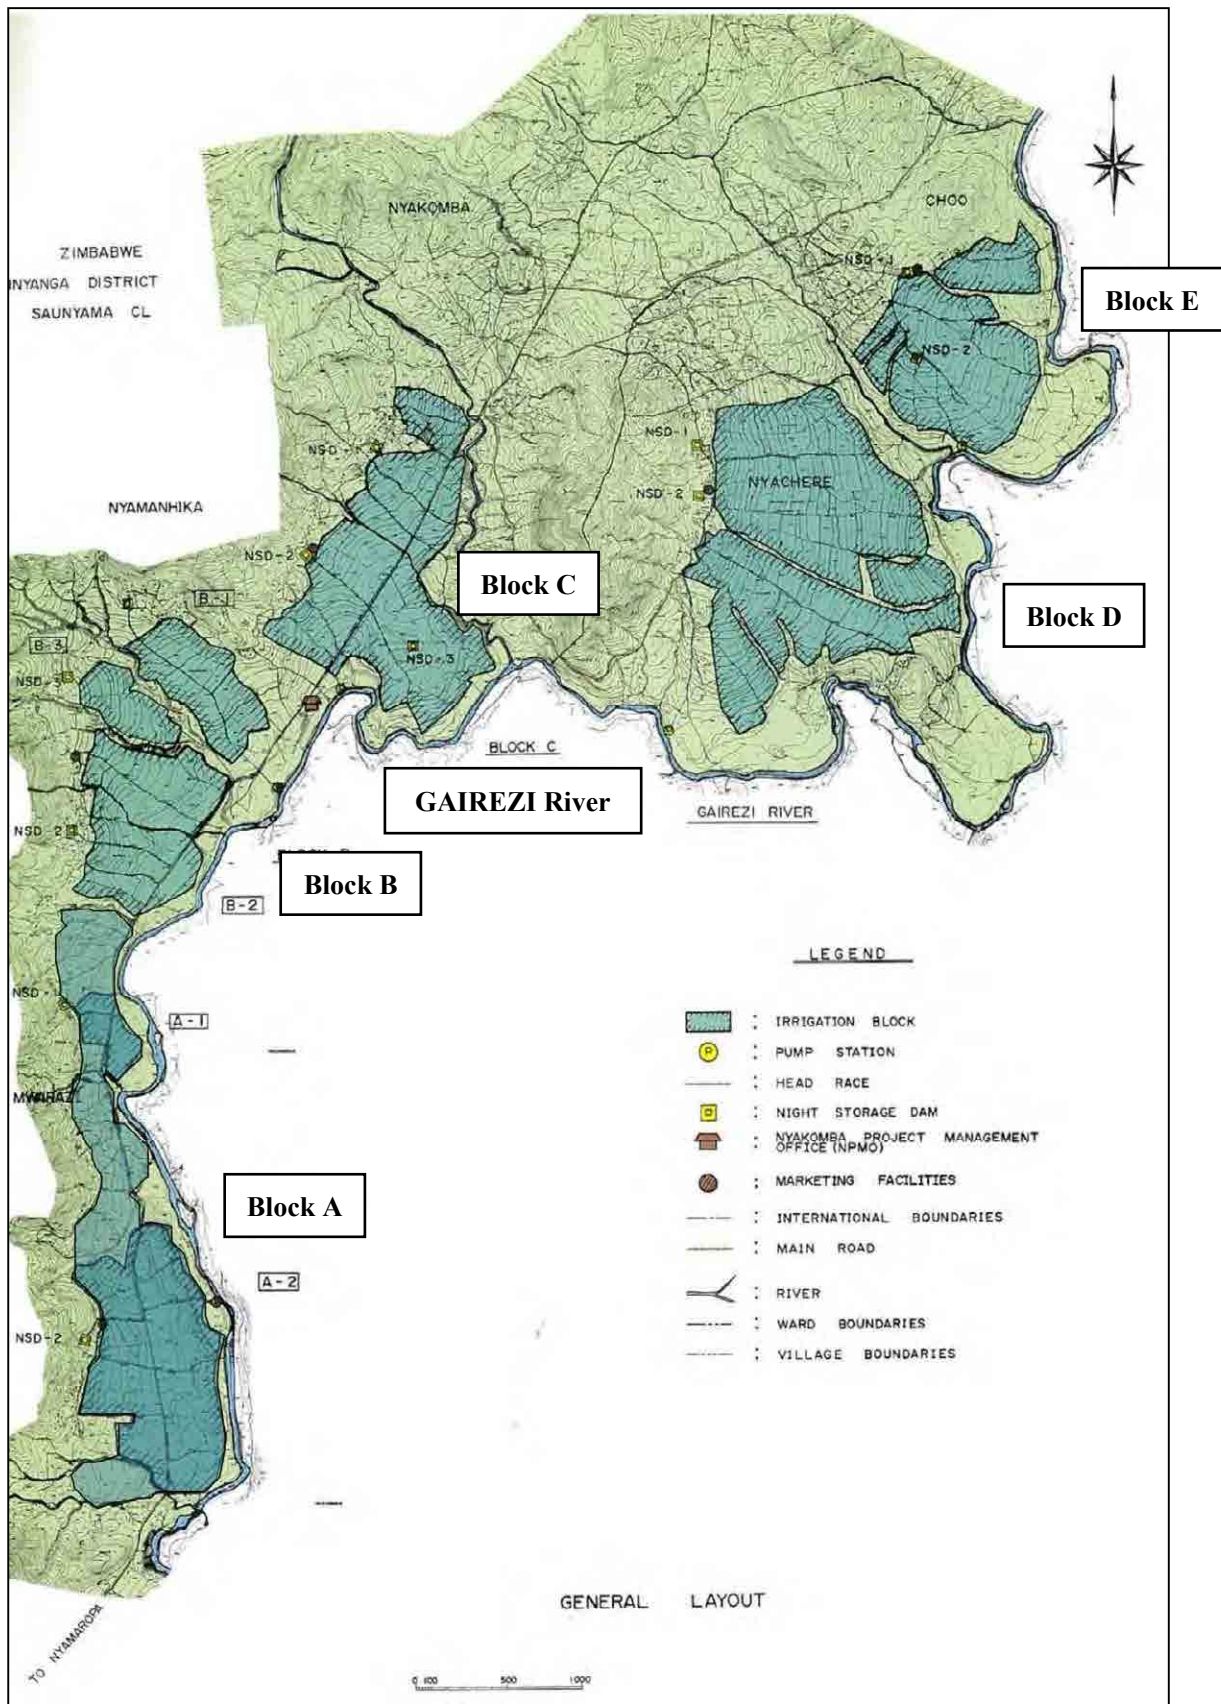 NYAKOMBA
CHOO
ZIMBABWE
INYANGA DISTRICT
SAUNYAMA CL
NSD-1
Block E
NSD-2
NSD-1
NSD-1
NYACHERE
NSD-2
NYAMANHIKA
NSD-2
Block C
B-1
Block D
B-3
NSD-3
NSD-3
BLOCK C
GAIREZI River
GAIREZI RIVER
NSD-2
Block B
B-2
LEGEND
NSD-1
A-1
: IRRIGATION BLOCK
P : PUMP STATION
: HEAD RACE
MWARAZI
: NIGHT STORAGE DAM
: NYAKOMBA PROJECT MANAGEMENT
OFFICE (NPMO)
: MARKETING FACILITIES
Block A
: INTERNATIONAL BOUNDARIES
: MAIN ROAD
A-2
: RIVER
: WARD BOUNDARIES
NSD-2
: VILLAGE BOUNDARIES
GENERAL LAYOUT
TO NYAMAROPA
0 100 500 1000